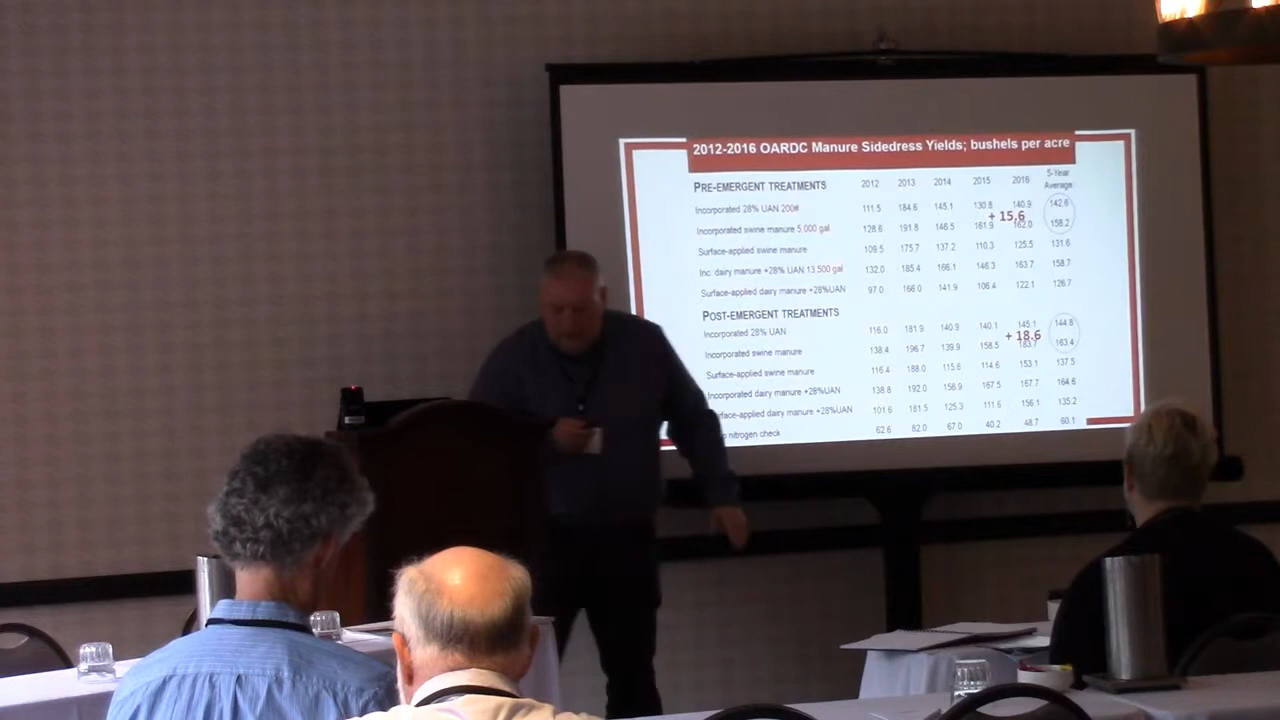 2012-2016 OARDC Manure Sidedress Yields; bushels per acre
PRE-EMERGENT TREATMENTS 2012 2013 2014 2015 2016 5-Year Average
Incorporated 28% UAN 200# 111.5 184.6 145.1 130.8 140.9 142.6
+ 15.6
Incorporated swine manure 5,000 gal 128.6 191.8 146.5 161.9 162.0 158.2
Surface-applied swine manure 109.5 175.7 137.2 110.3 125.5 131.6
Inc. dairy manure +28% UAN 13,500 gal 132.0 185.4 166.1 146.3 163.7 158.7
Surface-applied dairy manure +28%UAN 97.0 166.0 141.9 106.4 122.1 126.7
POST-EMERGENT TREATMENTS
Incorporated 28% UAN 116.0 181.9 140.9 140.1 145.1 144.8
+ 18.6
Incorporated swine manure 138.4 196.7 139.9 158.5 183.7 163.4
Surface-applied swine manure 116.4 188.0 115.6 114.6 153.1 137.5
Incorporated dairy manure +28%UAN 138.8 192.0 156.9 167.5 167.7 164.6
face-applied dairy manure +28%UAN 101.6 181.5 125.3 111.6 156.1 135.2
nitrogen check 62.6 82.0 67.0 40.2 48.7 60.1